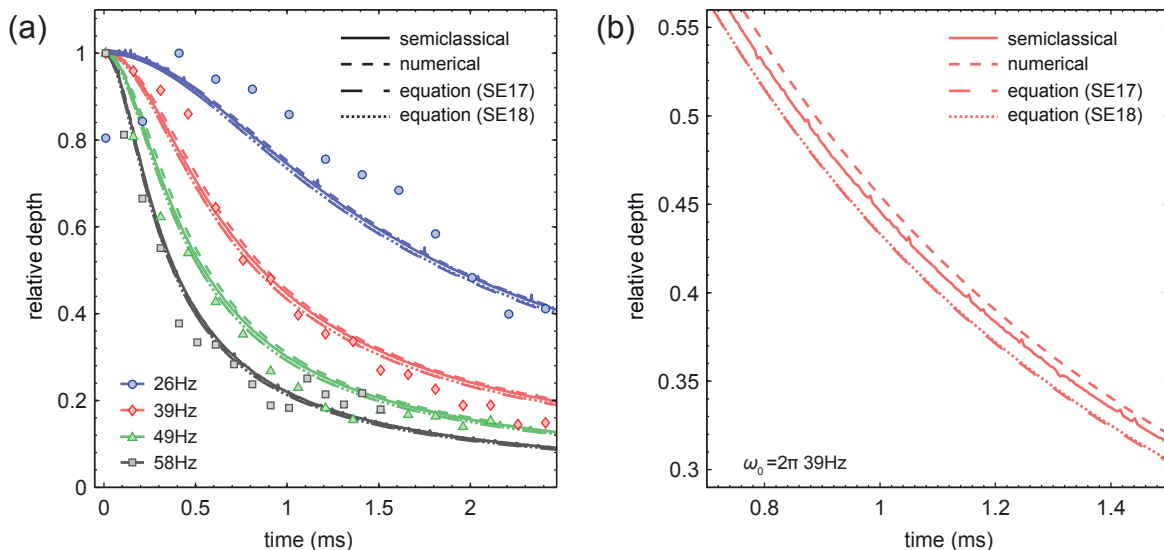 (a)
relative depth
1
0.8
0.6
0.4
0.2
0
0
0.5
1
1.5
2
time (ms)
semiclassical
numerical
equation (SE17)
equation (SE18)
26Hz
39Hz
49Hz
58Hz
(b)
relative depth
0.55
0.5
0.45
0.4
0.35
0.3
0.8
1
1.2
1.4
time (ms)
semiclassical
numerical
equation (SE17)
equation (SE18)
ω₀=2π 39Hz